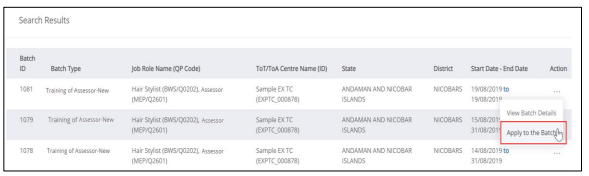 Search Results
Batch ID Batch Type Job Role Name (QP Code) ToT/ToA Centre Name (ID) State District Start Date - End Date Action
1081 Training of Assessor-New Hair Stylist (BWS/Q0202), Assessor Sample EX TC ANDAMAN AND NICOBAR NICOBARS 19/08/2019 to ...
(MEP/Q2601) (EXPTC_000878) ISLANDS 19/08/2019
View Batch Details
1079 Training of Assessor-New Hair Stylist (BWS/Q0202), Assessor Sample EX TC ANDAMAN AND NICOBAR NICOBARS 15/08/2019
(MEP/Q2601) (EXPTC_000878) ISLANDS 31/08/2019
Apply to the Batch
1078 Training of Assessor-New Hair Stylist (BWS/Q0202), Assessor Sample EX TC ANDAMAN AND NICOBAR NICOBARS 14/08/2019 to ...
(MEP/Q2601) (EXPTC_000878) ISLANDS 31/08/2019